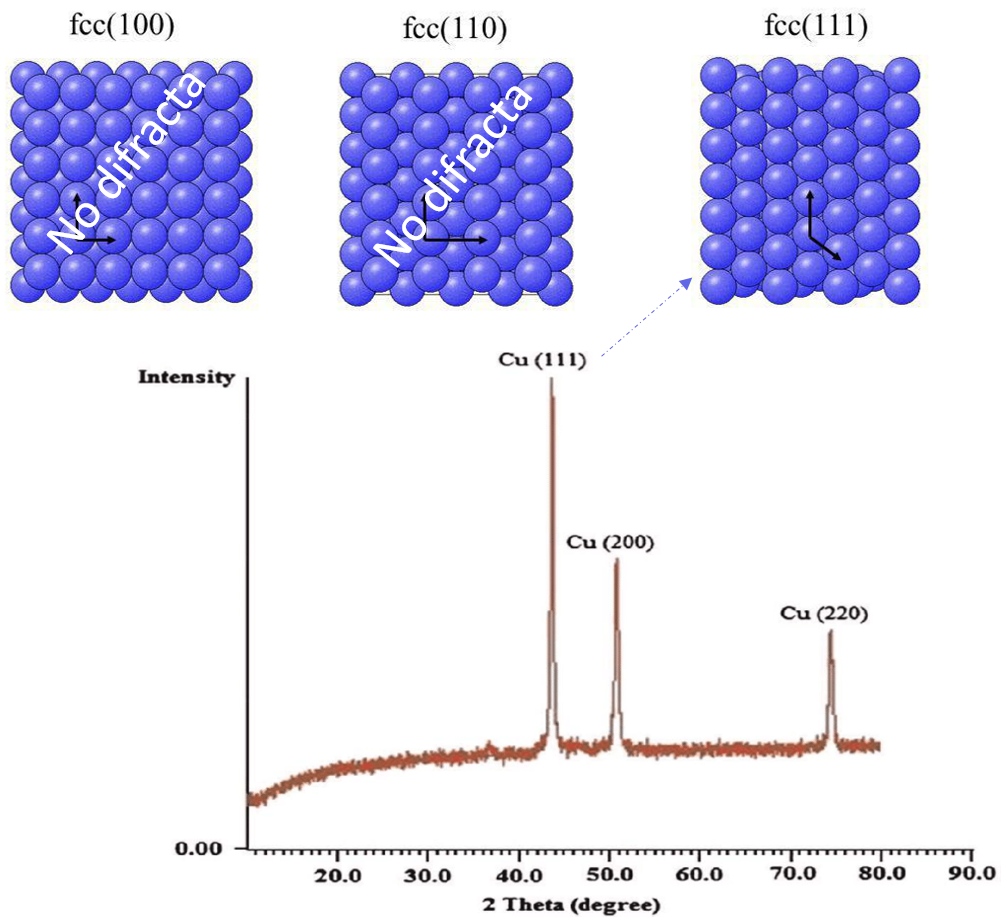 fcc(100)
fcc(110)
fcc(111)
No difracta
No difracta
Cu (111)
Intensity
Cu (200)
Cu (220)
0.00
20.0 30.0 40.0 50.0 60.0 70.0 80.0 90.0
2 Theta (degree)